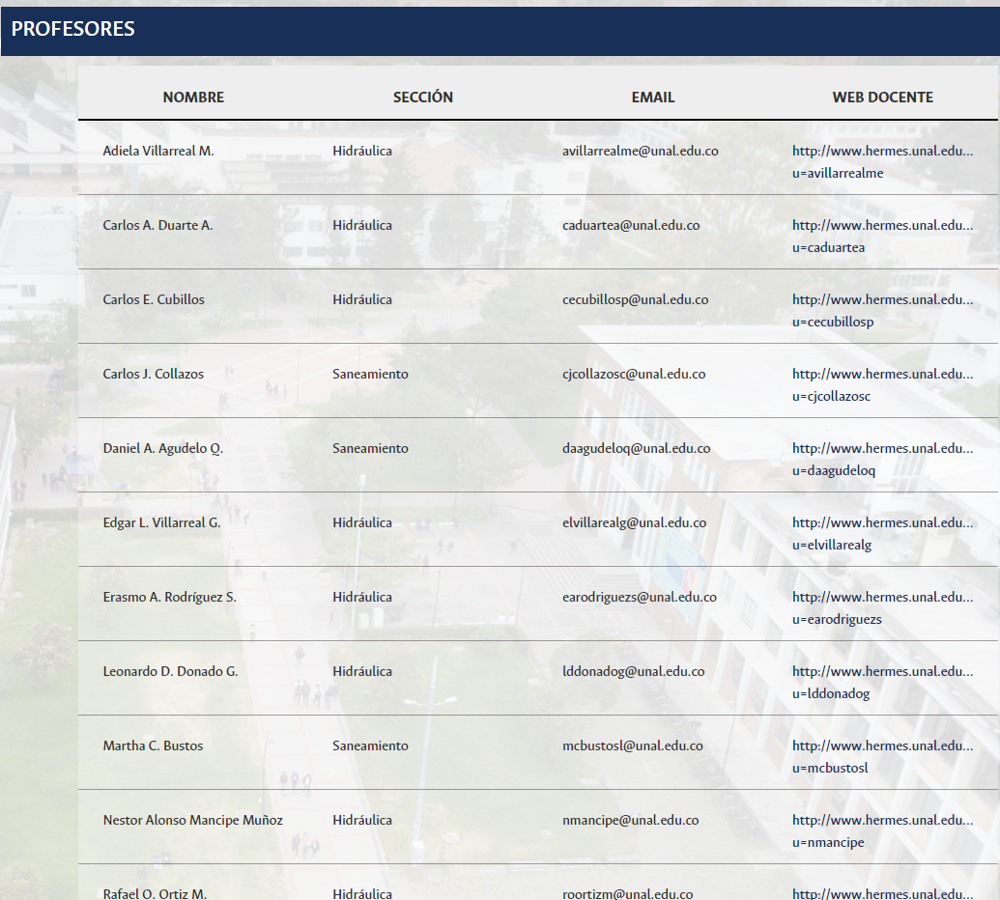 PROFESORES
NOMBRE SECCIÓN EMAIL WEB DOCENTE
Adiela Villarreal M. Hidráulica avillarrealme@unal.edu.co http://www.hermes.unal.edu...
u=avillarrealme
Carlos A. Duarte A. Hidráulica caduartea@unal.edu.co http://www.hermes.unal.edu...
u=caduartea
Carlos E. Cubillos Hidráulica cecubillosp@unal.edu.co http://www.hermes.unal.edu...
u=cecubillosp
Carlos J. Collazos Saneamiento cjcollazosc@unal.edu.co http://www.hermes.unal.edu...
u=cjcollazosc
Daniel A. Agudelo Q. Saneamiento daagudeloq@unal.edu.co http://www.hermes.unal.edu...
u=daagudeloq
Edgar L. Villarreal G. Hidráulica elvillarealg@unal.edu.co http://www.hermes.unal.edu...
u=elvillarealg
Erasmo A. Rodríguez S. Hidráulica earodriguezs@unal.edu.co http://www.hermes.unal.edu...
u=earodriguezs
Leonardo D. Donado G. Hidráulica lddonadog@unal.edu.co http://www.hermes.unal.edu...
u=lddonadog
Martha C. Bustos Saneamiento mcbustosl@unal.edu.co http://www.hermes.unal.edu...
u=mcbustosl
Nestor Alonso Mancipe Muñoz Hidráulica nmancipe@unal.edu.co http://www.hermes.unal.edu...
u=nmancipe
Rafael O. Ortiz M. Hidráulica roortizm@unal.edu.co http://www.hermes.unal.edu...